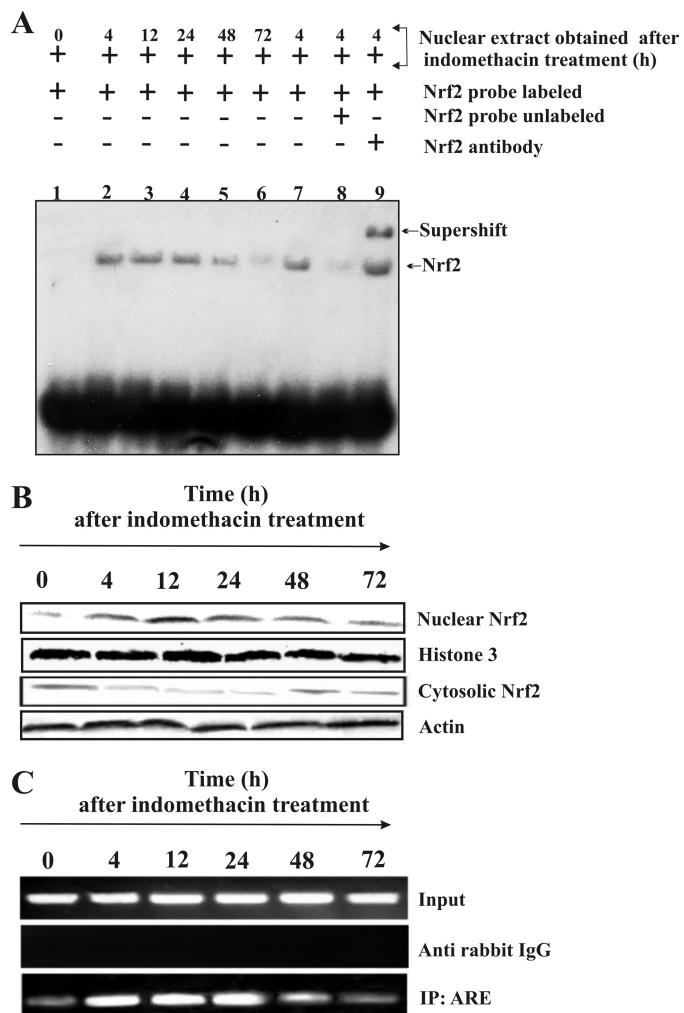 A
0 4 12 24 48 72 4 4 4 Nuclear extract obtained after
indomethacin treatment (h)
+ + + + + + + + +
+ + + + + + + + + Nrf2 probe labeled
- - - - - - - + - Nrf2 probe unlabeled
- - - - - - - - + Nrf2 antibody
1 2 3 4 5 6 7 8 9
Supershift
Nrf2
B
Time (h)
after indomethacin treatment
0 4 12 24 48 72
Nuclear Nrf2
Histone 3
Cytosolic Nrf2
Actin
C
Time (h)
after indomethacin treatment
0 4 12 24 48 72
Input
Anti rabbit IgG
IP: ARE